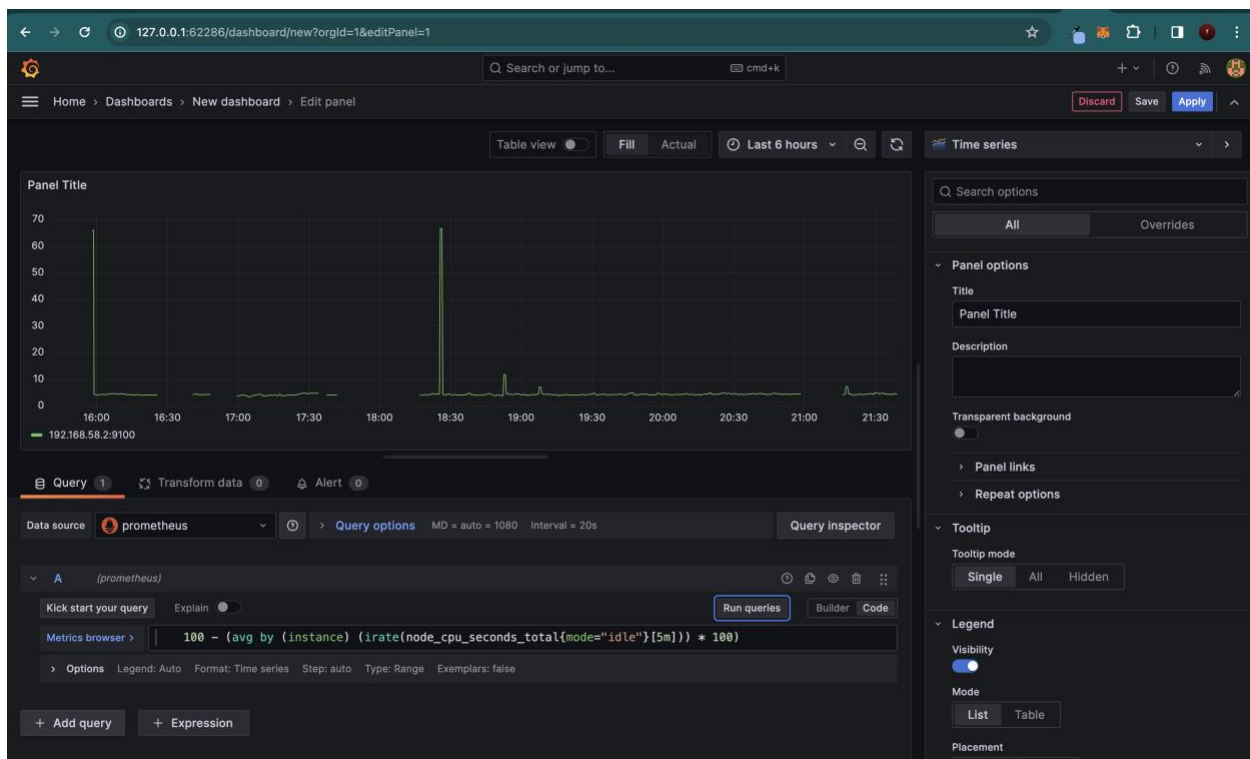 127.0.0.1:62286/dashboard/new?orgId=1&editPanel=1
Search or jump to... cmd+k
Home › Dashboards › New dashboard › Edit panel Discard Save Apply
Table view Fill Actual Last 6 hours Time series
Panel Title
70
60
50
40
30
20
10
0
16:00 16:30 17:00 17:30 18:00 18:30 19:00 19:30 20:00 20:30 21:00 21:30
192.168.58.2:9100
Query 1 Transform data 0 Alert 0
Data source prometheus › Query options MD = auto = 1080 Interval = 20s Query inspector
A (prometheus)
Kick start your query Explain Run queries Builder Code
Metrics browser > 100 - (avg by (instance) (irate(node_cpu_seconds_total{mode="idle"}[5m])) * 100)
> Options Legend: Auto Format: Time series Step: auto Type: Range Exemplars: false
+ Add query + Expression
Search options
All Overrides
Panel options
Title
Panel Title
Description
Transparent background
> Panel links
> Repeat options
Tooltip
Tooltip mode
Single All Hidden
Legend
Visibility
Mode
List Table
Placement